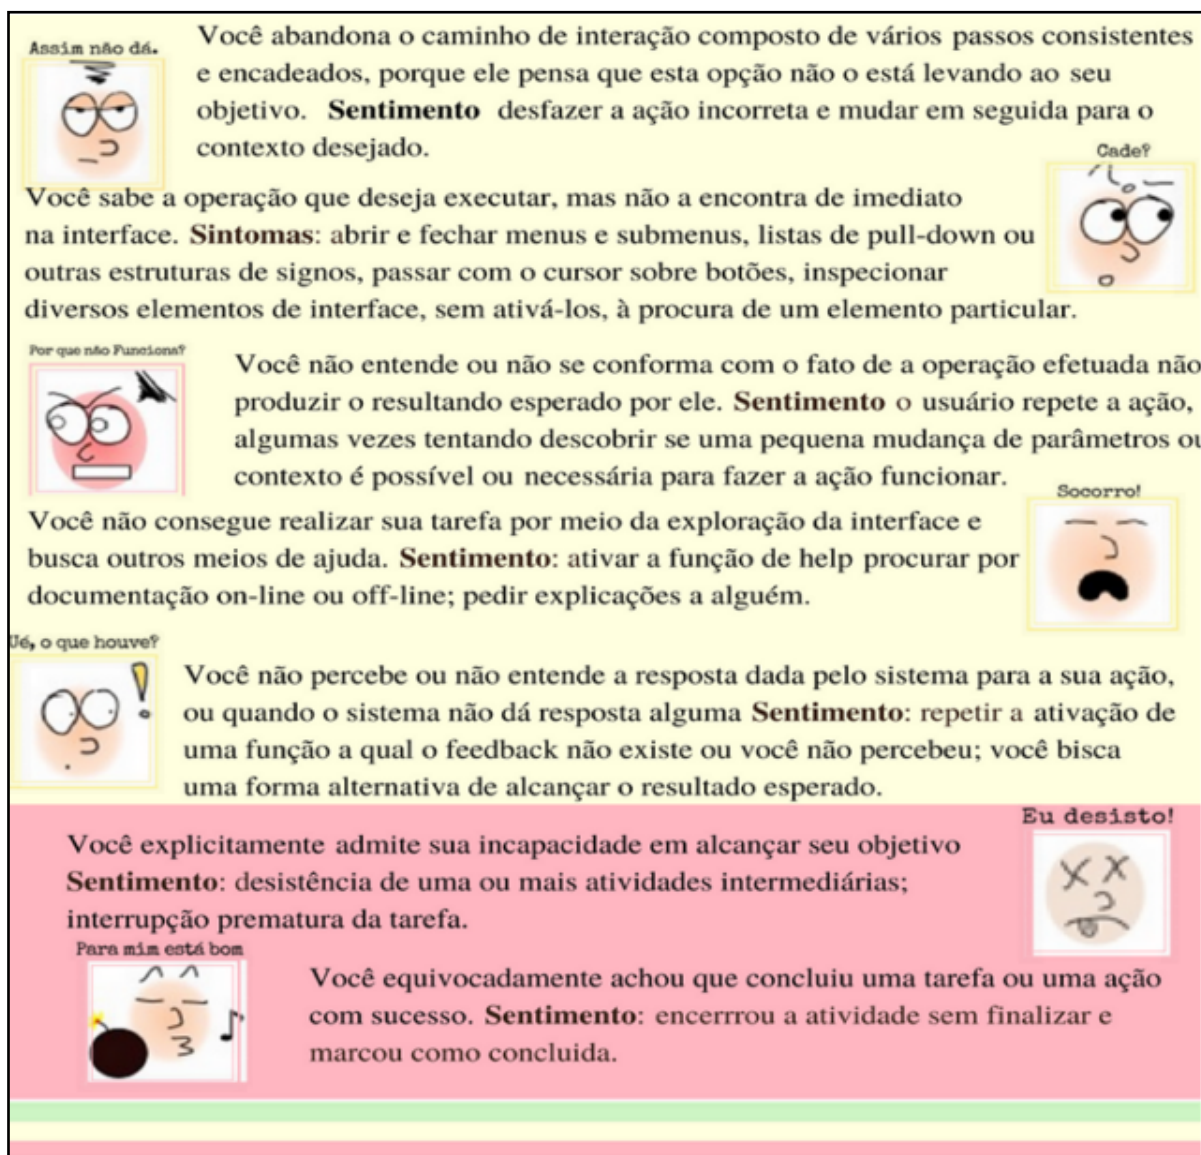 Assim não dá.
Você abandona o caminho de interação composto de vários passos consistentes
e encadeados, porque ele pensa que esta opção não o está levando ao seu
objetivo. Sentimento desfazer a ação incorreta e mudar em seguida para o
contexto desejado.
Cade?
Você sabe a operação que deseja executar, mas não a encontra de imediato
na interface. Sintomas: abrir e fechar menus e submenus, listas de pull-down ou
outras estruturas de signos, passar com o cursor sobre botões, inspecionar
diversos elementos de interface, sem ativá-los, à procura de um elemento particular.
Por que não Funciona?
Você não entende ou não se conforma com o fato de a operação efetuada não
produzir o resultando esperado por ele. Sentimento o usuário repete a ação,
algumas vezes tentando descobrir se uma pequena mudança de parâmetros ou
contexto é possível ou necessária para fazer a ação funcionar.
Socorro!
Você não consegue realizar sua tarefa por meio da exploração da interface e
busca outros meios de ajuda. Sentimento: ativar a função de help procurar por
documentação on-line ou off-line; pedir explicações a alguém.
Ué, o que houve?
Você não percebe ou não entende a resposta dada pelo sistema para a sua ação,
ou quando o sistema não dá resposta alguma Sentimento: repetir a ativação de
uma função a qual o feedback não existe ou você não percebeu; você bisca
uma forma alternativa de alcançar o resultado esperado.
Eu desisto!
Você explicitamente admite sua incapacidade em alcançar seu objetivo
Sentimento: desistência de uma ou mais atividades intermediárias;
interrupção prematura da tarefa.
Para mim está bom
Você equivocadamente achou que concluiu uma tarefa ou uma ação
com sucesso. Sentimento: encerrrou a atividade sem finalizar e
marcou como concluida.